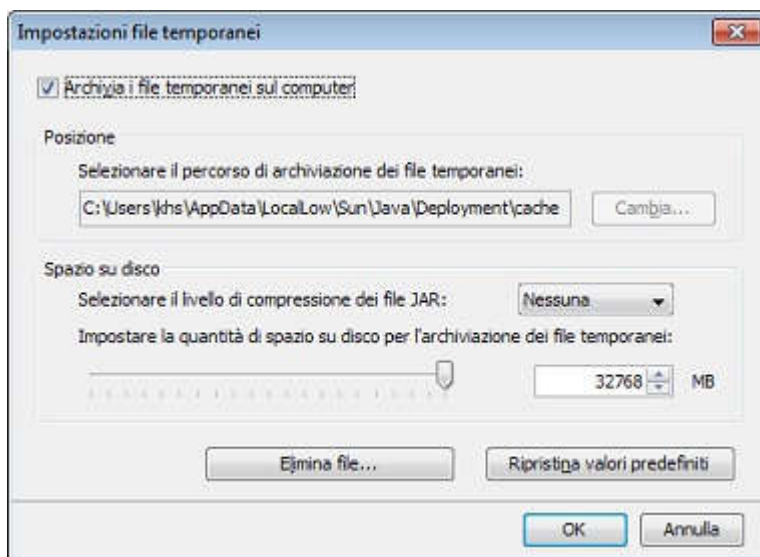 Impostazioni file temporanei
Archivia i file temporanei sul computer
Posizione
Selezionare il percorso di archiviazione dei file temporanei:
C:\Users\khs\AppData\LocalLow\Sun\Java\Deployment\cache Cambia...
Spazio su disco
Selezionare il livello di compressione dei file JAR: Nessuna
Impostare la quantità di spazio su disco per l'archiviazione dei file temporanei:
32768 MB
Elimina file... Ripristina valori predefiniti
OK Annulla